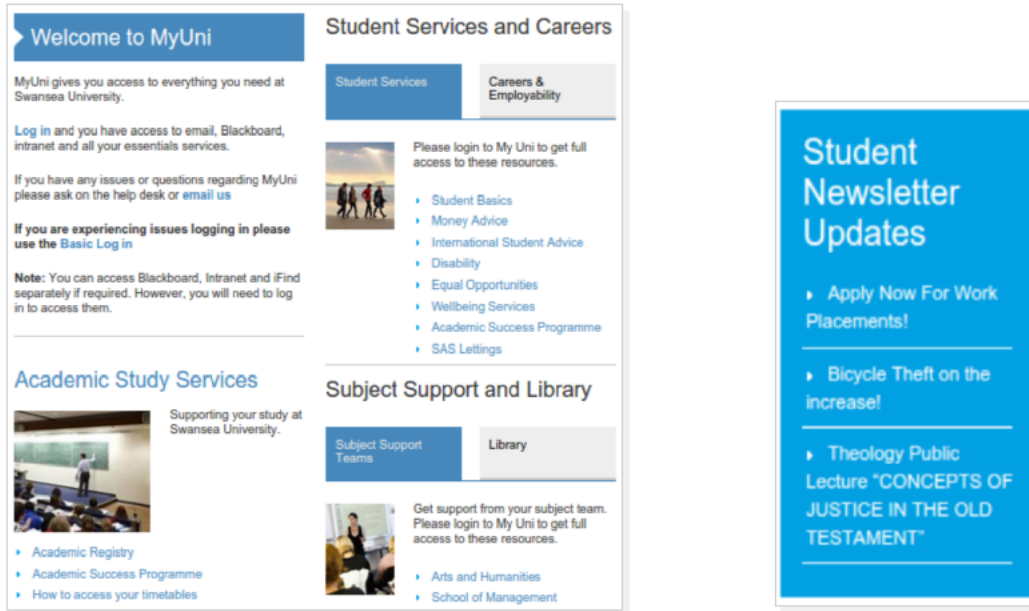 Welcome to MyUni
MyUni gives you access to everything you need at
Swansea University.
Log in and you have access to email, Blackboard,
intranet and all your essentials services.
If you have any issues or questions regarding MyUni
please ask on the help desk or email us
If you are experiencing issues logging in please
use the Basic Log in
Note: You can access Blackboard, Intranet and iFind
separately if required. However, you will need to log
in to access them.
Academic Study Services
Supporting your study at
Swansea University.
Academic Registry
Academic Success Programme
How to access your timetables
Student Services and Careers
Student Services
Careers &
Employability
Please login to My Uni to get full
access to these resources.
Student Basics
Money Advice
International Student Advice
Disability
Equal Opportunities
Wellbeing Services
Academic Success Programme
SAS Lettings
Subject Support and Library
Subject Support
Teams
Library
Get support from your subject team.
Please login to My Uni to get full
access to these resources.
Arts and Humanities
School of Management
Student
Newsletter
Updates
Apply Now For Work
Placements!
Bicycle Theft on the
increase!
Theology Public
Lecture “CONCEPTS OF
JUSTICE IN THE OLD
TESTAMENT”